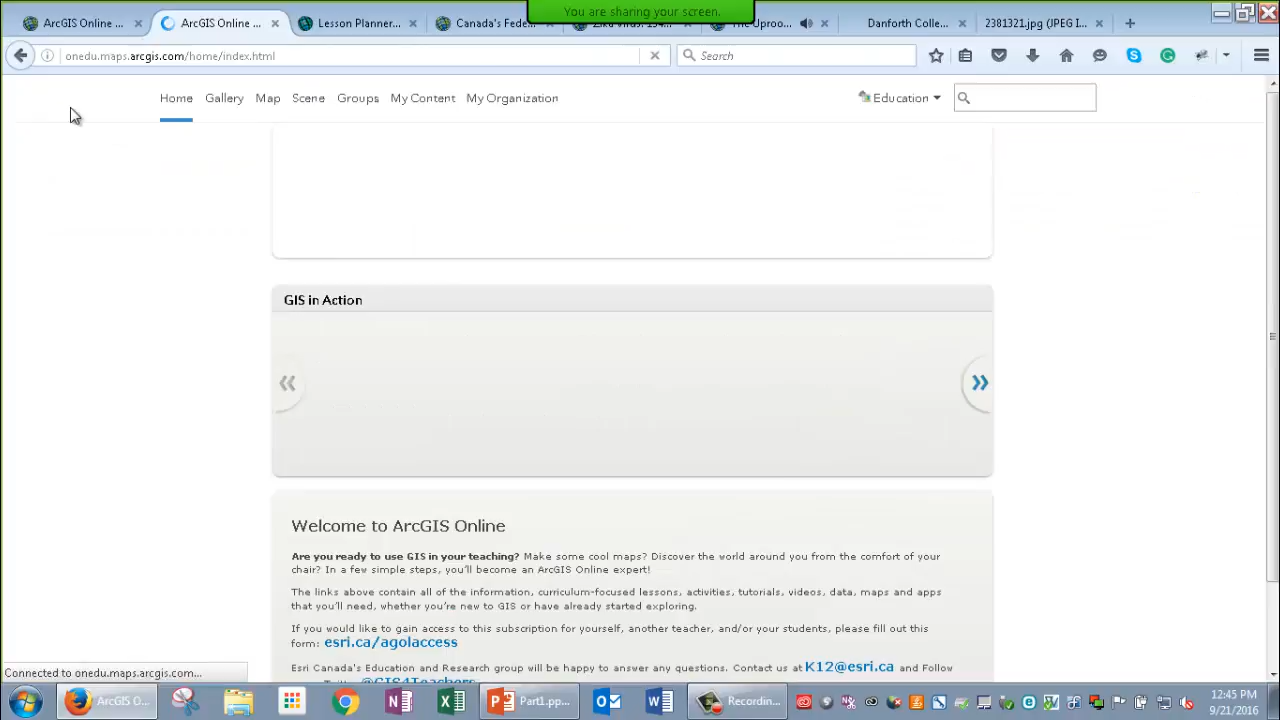 You are sharing your screen.
ArcGIS Online ...
ArcGIS Online ...
Lesson Planner...
Canada's Fede...
Danforth Colle...
2381321.jpg (JPEG I...
onedu.maps.arcgis.com/home/index.html
Search
Home Gallery Map Scene Groups My Content My Organization
Education
GIS in Action
Welcome to ArcGIS Online
Are you ready to use GIS in your teaching? Make some cool maps? Discover the world around you from the comfort of your
chair? In a few simple steps, you'll become an ArcGIS Online expert!
The links above contain all of the information, curriculum-focused lessons, activities, tutorials, videos, data, maps and apps
that you'll need, whether you're new to GIS or have already started exploring.
If you would like to gain access to this subscription for yourself, another teacher, and/or your students, please fill out this
form: esri.ca/agolaccess
Esri Canada's Education and Research group will be happy to answer any questions. Contact us at K12@esri.ca and Follow
@GIS4Teachers
Connected to onedu.maps.arcgis.com...
ArcGIS O...
Part1.pp...
Recordin...
12:45 PM
9/21/2016